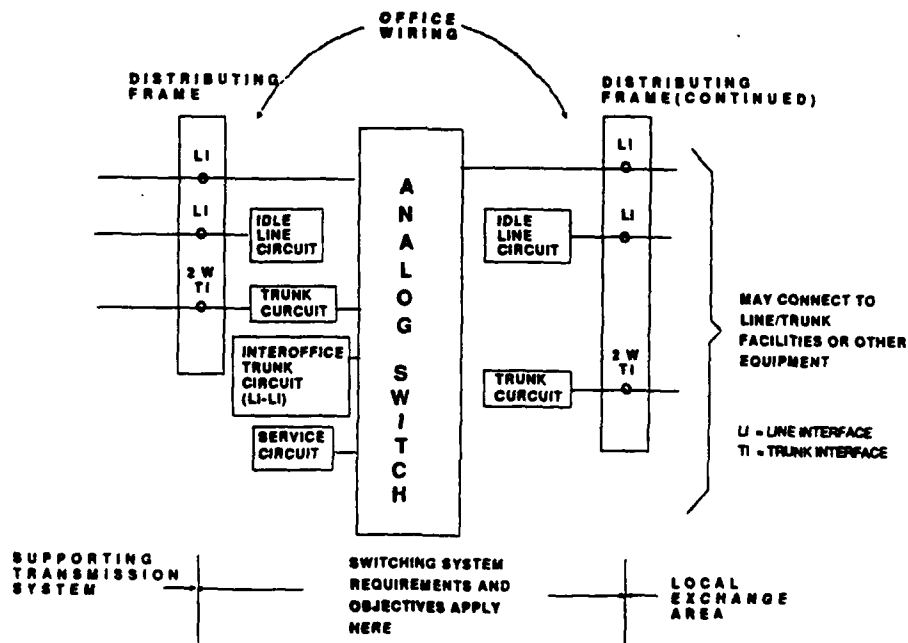 OFFICE
WIRING
DISTRIBUTING
FRAME
DISTRIBUTING
FRAME(CONTINUED)
LI
LI
2 W
TI
IDLE
LINE
CIRCUIT
TRUNK
CURCUIT
INTEROFFICE
TRUNK
CIRCUIT
(LI-LI)
SERVICE
CIRCUIT
ANALOG SWITCH
IDLE
LINE
CIRCUIT
TRUNK
CURCUIT
LI
LI
2 W
TI
MAY CONNECT TO
LINE/TRUNK
FACILITIES OR OTHER
EQUIPMENT
LI = LINE INTERFACE
TI = TRUNK INTERFACE
SUPPORTING
TRANSMISSION
SYSTEM
SWITCHING SYSTEM
REQUIREMENTS AND
OBJECTIVES APPLY
HERE
LOCAL
EXCHANGE
AREA